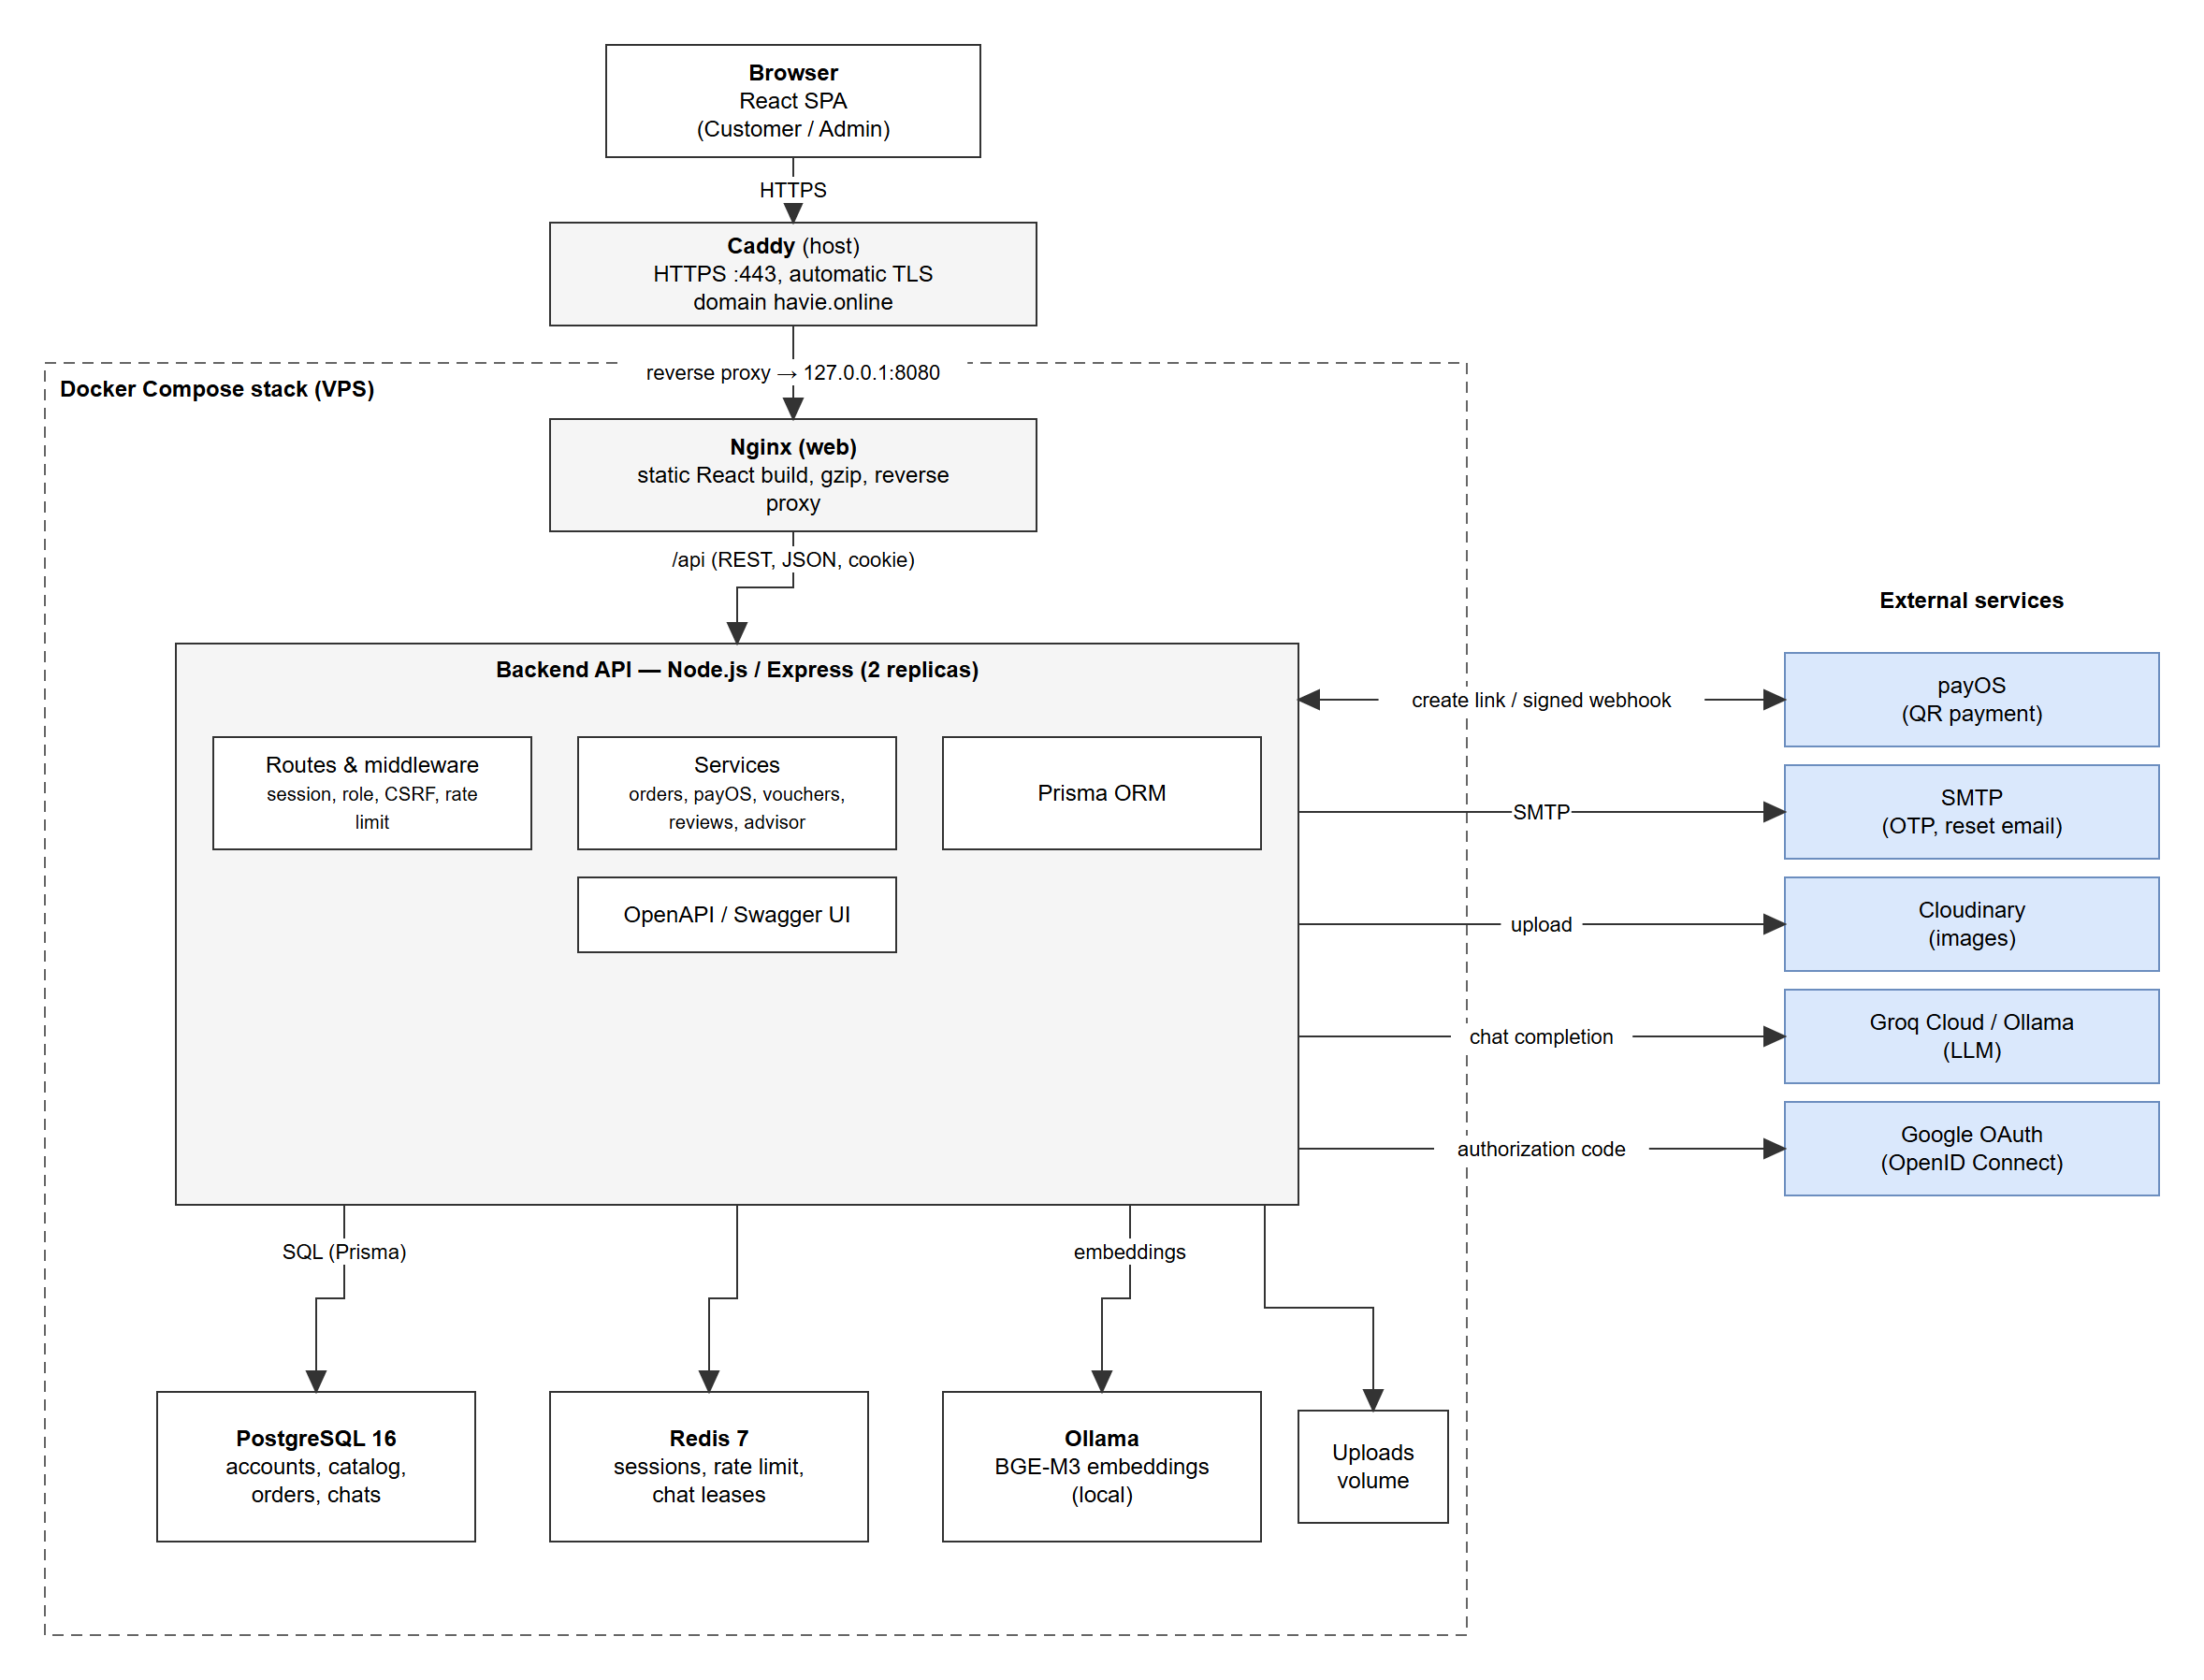 Browser
React SPA
(Customer / Admin)
HTTPS
Caddy (host)
HTTPS :443, automatic TLS
domain havie.online
reverse proxy → 127.0.0.1:8080
Docker Compose stack (VPS)
Nginx (web)
static React build, gzip, reverse
proxy
/api (REST, JSON, cookie)
Backend API — Node.js / Express (2 replicas)
Routes & middleware
session, role, CSRF, rate
limit
Services
orders, payOS, vouchers,
reviews, advisor
Prisma ORM
OpenAPI / Swagger UI
External services
create link / signed webhook
payOS
(QR payment)
SMTP
SMTP
(OTP, reset email)
upload
Cloudinary
(images)
chat completion
Groq Cloud / Ollama
(LLM)
authorization code
Google OAuth
(OpenID Connect)
SQL (Prisma)
embeddings
PostgreSQL 16
accounts, catalog,
orders, chats
Redis 7
sessions, rate limit,
chat leases
Ollama
BGE-M3 embeddings
(local)
Uploads
volume